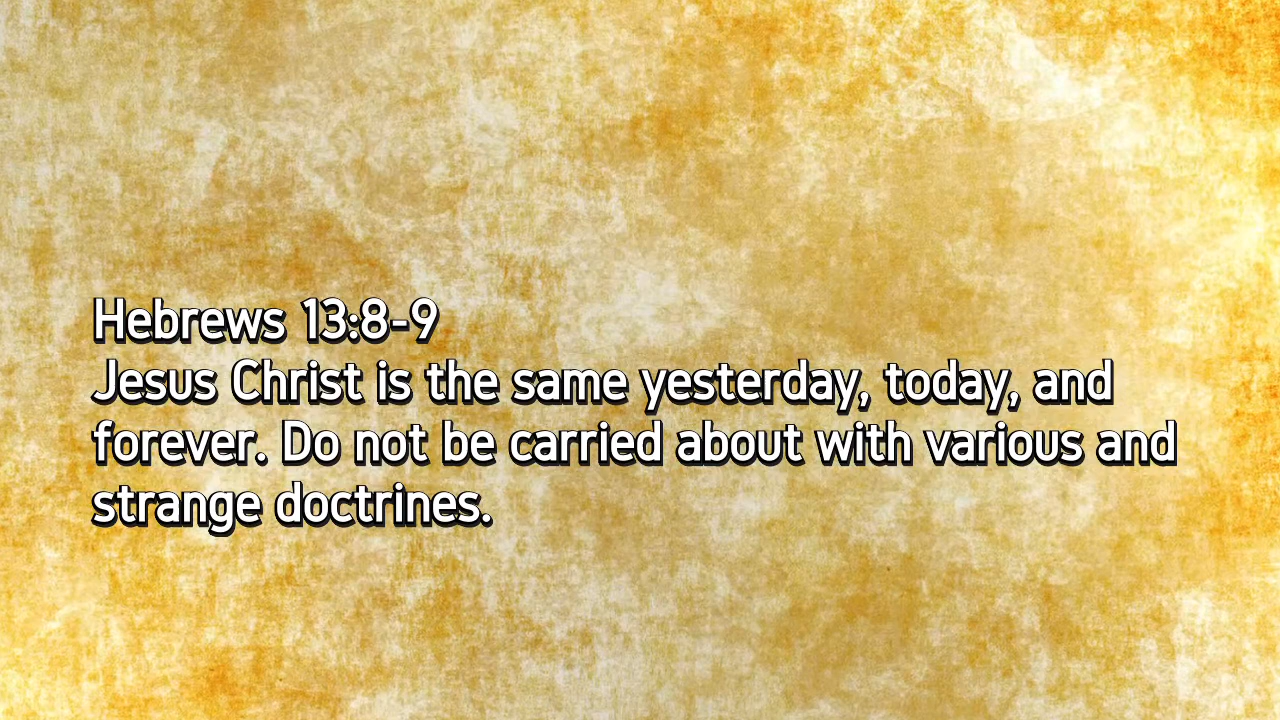 Hebrews 13:8-9
Jesus Christ is the same yesterday, today, and
forever. Do not be carried about with various and
strange doctrines.